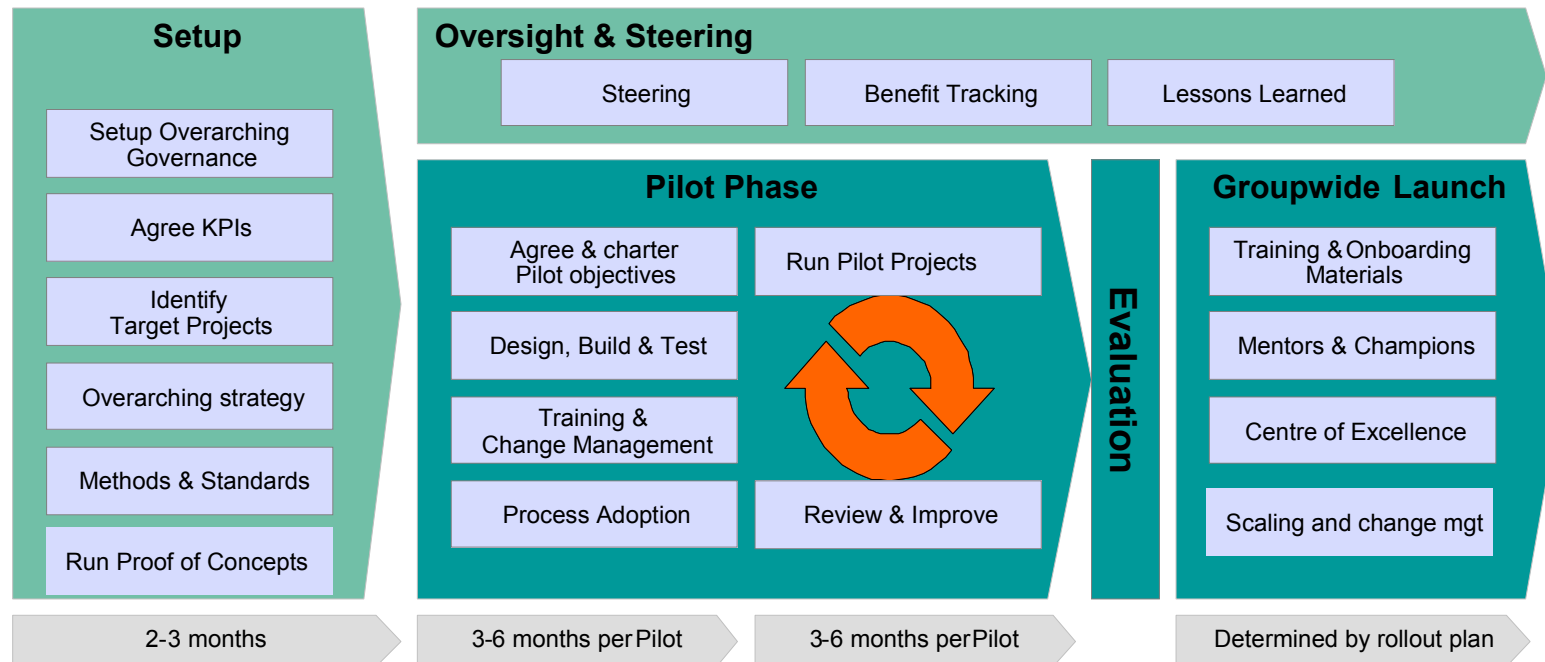 Setup
Setup Overarching
Governance
Agree KPIs
Identify
Target Projects
Overarching strategy
Methods & Standards
Run Proof of Concepts
2-3 months
Oversight & Steering
Steering
Benefit Tracking
Lessons Learned
Pilot Phase
Agree & charter
Pilot objectives
Design, Build & Test
Training &
Change Management
Process Adoption
Run Pilot Projects
Review & Improve
3-6 months per Pilot
3-6 months per Pilot
Evaluation
Groupwide Launch
Training & Onboarding
Materials
Mentors & Champions
Centre of Excellence
Scaling and change mgt
Determined by rollout plan